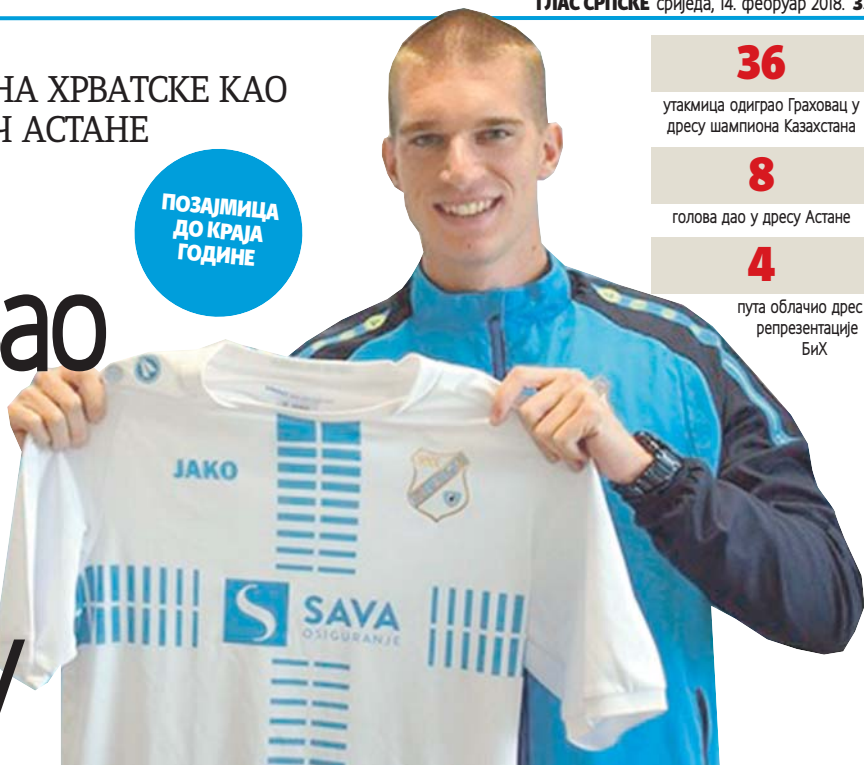 ГЛАС СРПСКЕ сриједа, 14. фебруар 2018. 3
НА ХРВАТСКЕ КАО
Ч АСТАНЕ
ПОЗАЈМИЦА
ДО КРАЈА
ГОДИНЕ
ао
у
36
утакмица одиграо Граховац у
дресу шампиона Казахстана
8
голова дао у дресу Астане
4
пута облачио дрес
репрезентације
БиХ
JAKO
SAVA
OSIGURANJE